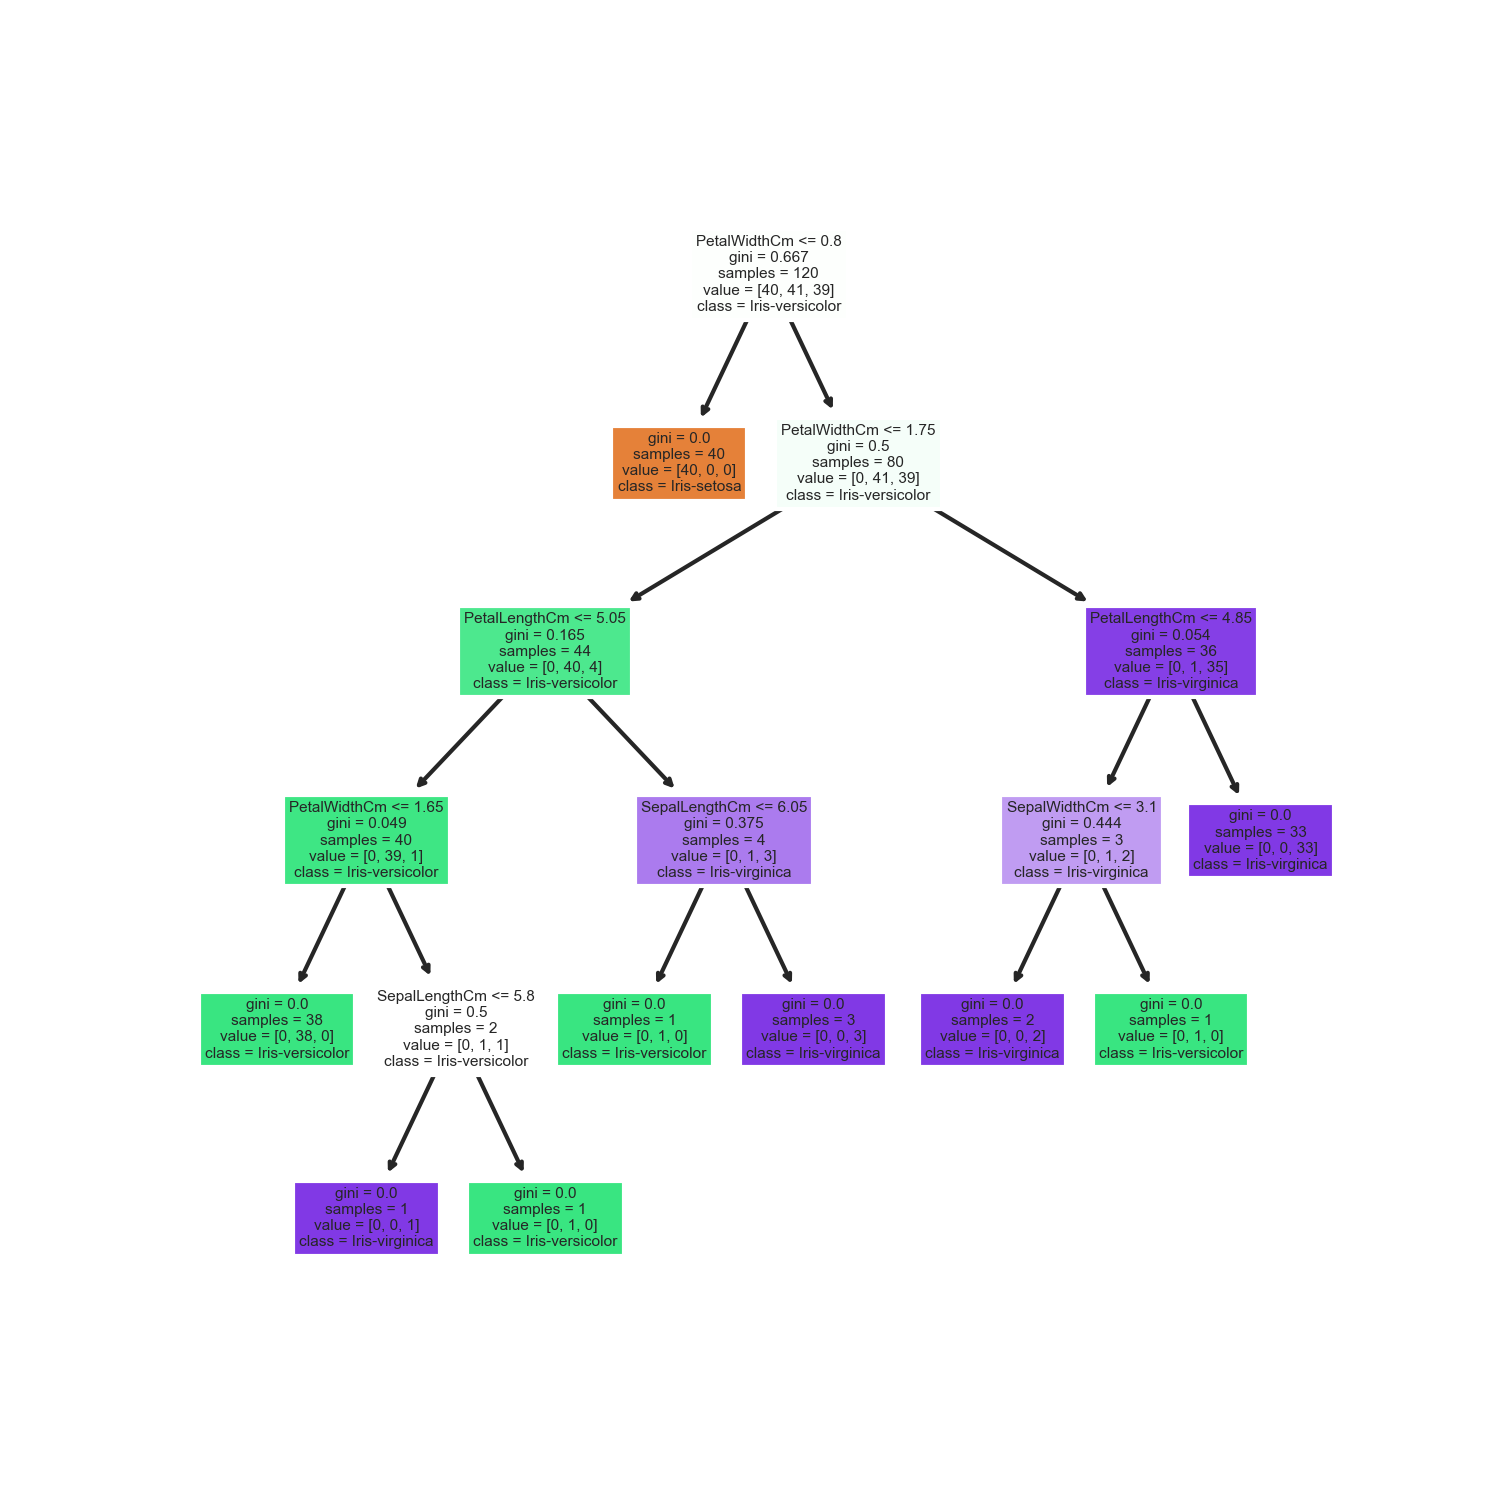 PetalWidthCm <= 0.8
gini = 0.667
samples = 120
value = [40, 41, 39]
class = Iris-versicolor
gini = 0.0
samples = 40
value = [40, 0, 0]
class = Iris-setosa
PetalWidthCm <= 1.75
gini = 0.5
samples = 80
value = [0, 41, 39]
class = Iris-versicolor
PetalLengthCm <= 5.05
gini = 0.165
samples = 44
value = [0, 40, 4]
class = Iris-versicolor
PetalLengthCm <= 4.85
gini = 0.054
samples = 36
value = [0, 1, 35]
class = Iris-virginica
PetalWidthCm <= 1.65
gini = 0.049
samples = 40
value = [0, 39, 1]
class = Iris-versicolor
SepalLengthCm <= 6.05
gini = 0.375
samples = 4
value = [0, 1, 3]
class = Iris-virginica
SepalWidthCm <= 3.1
gini = 0.444
samples = 3
value = [0, 1, 2]
class = Iris-virginica
gini = 0.0
samples = 33
value = [0, 0, 33]
class = Iris-virginica
gini = 0.0
samples = 38
value = [0, 38, 0]
class = Iris-versicolor
SepalLengthCm <= 5.8
gini = 0.5
samples = 2
value = [0, 1, 1]
class = Iris-versicolor
gini = 0.0
samples = 1
value = [0, 1, 0]
class = Iris-versicolor
gini = 0.0
samples = 3
value = [0, 0, 3]
class = Iris-virginica
gini = 0.0
samples = 2
value = [0, 0, 2]
class = Iris-virginica
gini = 0.0
samples = 1
value = [0, 1, 0]
class = Iris-versicolor
gini = 0.0
samples = 1
value = [0, 0, 1]
class = Iris-virginica
gini = 0.0
samples = 1
value = [0, 1, 0]
class = Iris-versicolor